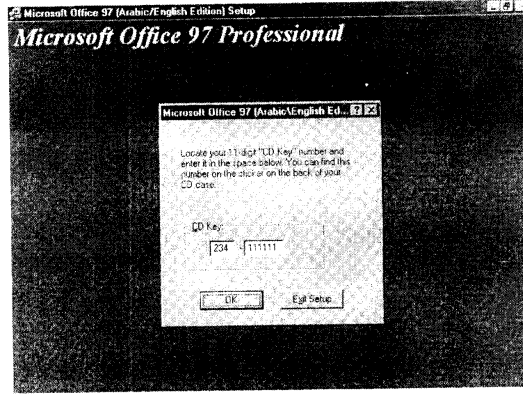 Microsoft Office 97 (Arabic/English Edition) Setup
Microsoft Office 97 Professional
Microsoft Office 97 (Arabic\English Ed...
Locate your 11-digit "CD Key" number and
enter it in the space below. You can find this
number on the sticker on the back of your
CD case.
CD Key:
234 - 111111
OK Exit Setup